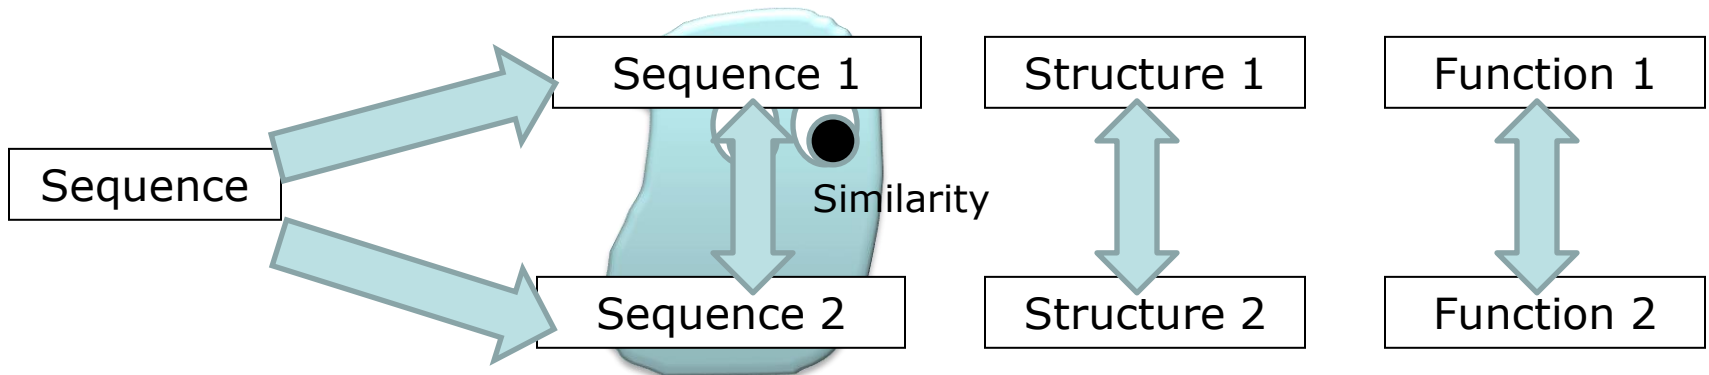 Sequence 1
Structure 1
Function 1
Sequence
Similarity
Sequence 2
Structure 2
Function 2